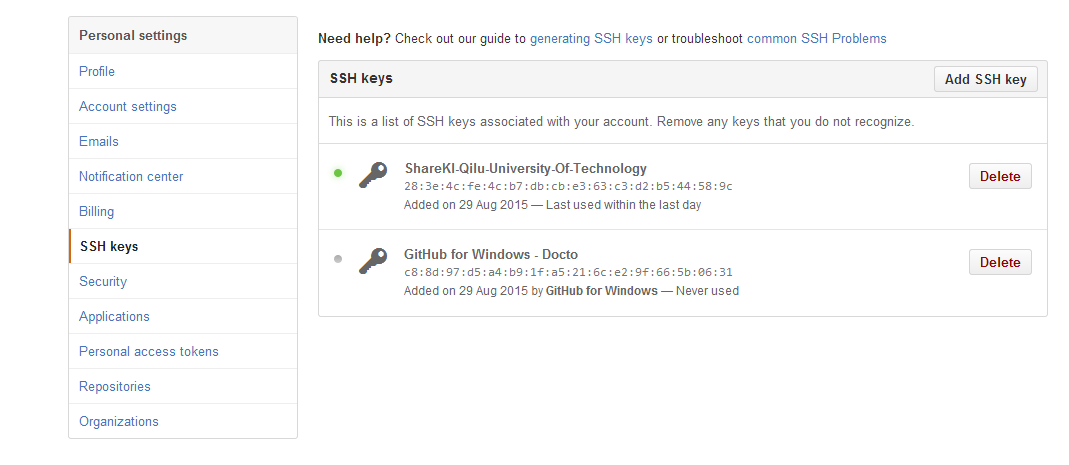 Personal settings
Profile
Account settings
Emails
Notification center
Billing
SSH keys
Security
Applications
Personal access tokens
Repositories
Organizations
Need help? Check out our guide to generating SSH keys or troubleshoot common SSH Problems
SSH keys
Add SSH key
This is a list of SSH keys associated with your account. Remove any keys that you do not recognize.
ShareKI-Qilu-University-Of-Technology
28:3e:4c:fe:4c:b7:db:cb:e3:63:c3:d2:b5:44:58:9c
Added on 29 Aug 2015 — Last used within the last day
Delete
GitHub for Windows - Docto
c8:8d:97:d5:a4:b9:1f:a5:21:6c:e2:9f:66:5b:06:31
Added on 29 Aug 2015 by GitHub for Windows — Never used
Delete